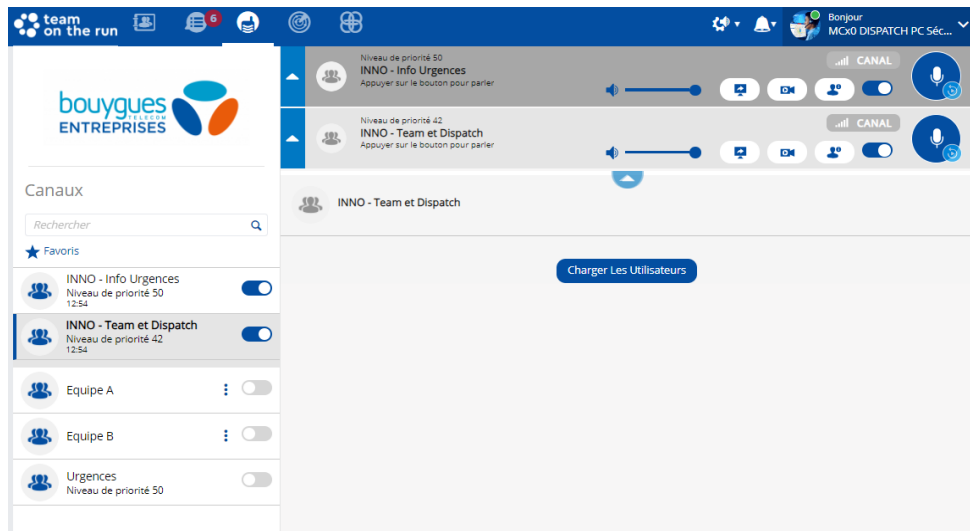 team
on the run
6
Bonjour
MCx0 DISPATCH PC Séc...
bouygues
TELECOM
ENTREPRISES
Canaux
Rechercher
Favoris
INNO - Info Urgences
Niveau de priorité 50
12:54
INNO - Team et Dispatch
Niveau de priorité 42
12:54
Equipe A
Equipe B
Urgences
Niveau de priorité 50
Niveau de priorité 50
INNO - Info Urgences
Appuyer sur le bouton pour parler
CANAL
Niveau de priorité 42
INNO - Team et Dispatch
Appuyer sur le bouton pour parler
CANAL
INNO - Team et Dispatch
Charger Les Utilisateurs